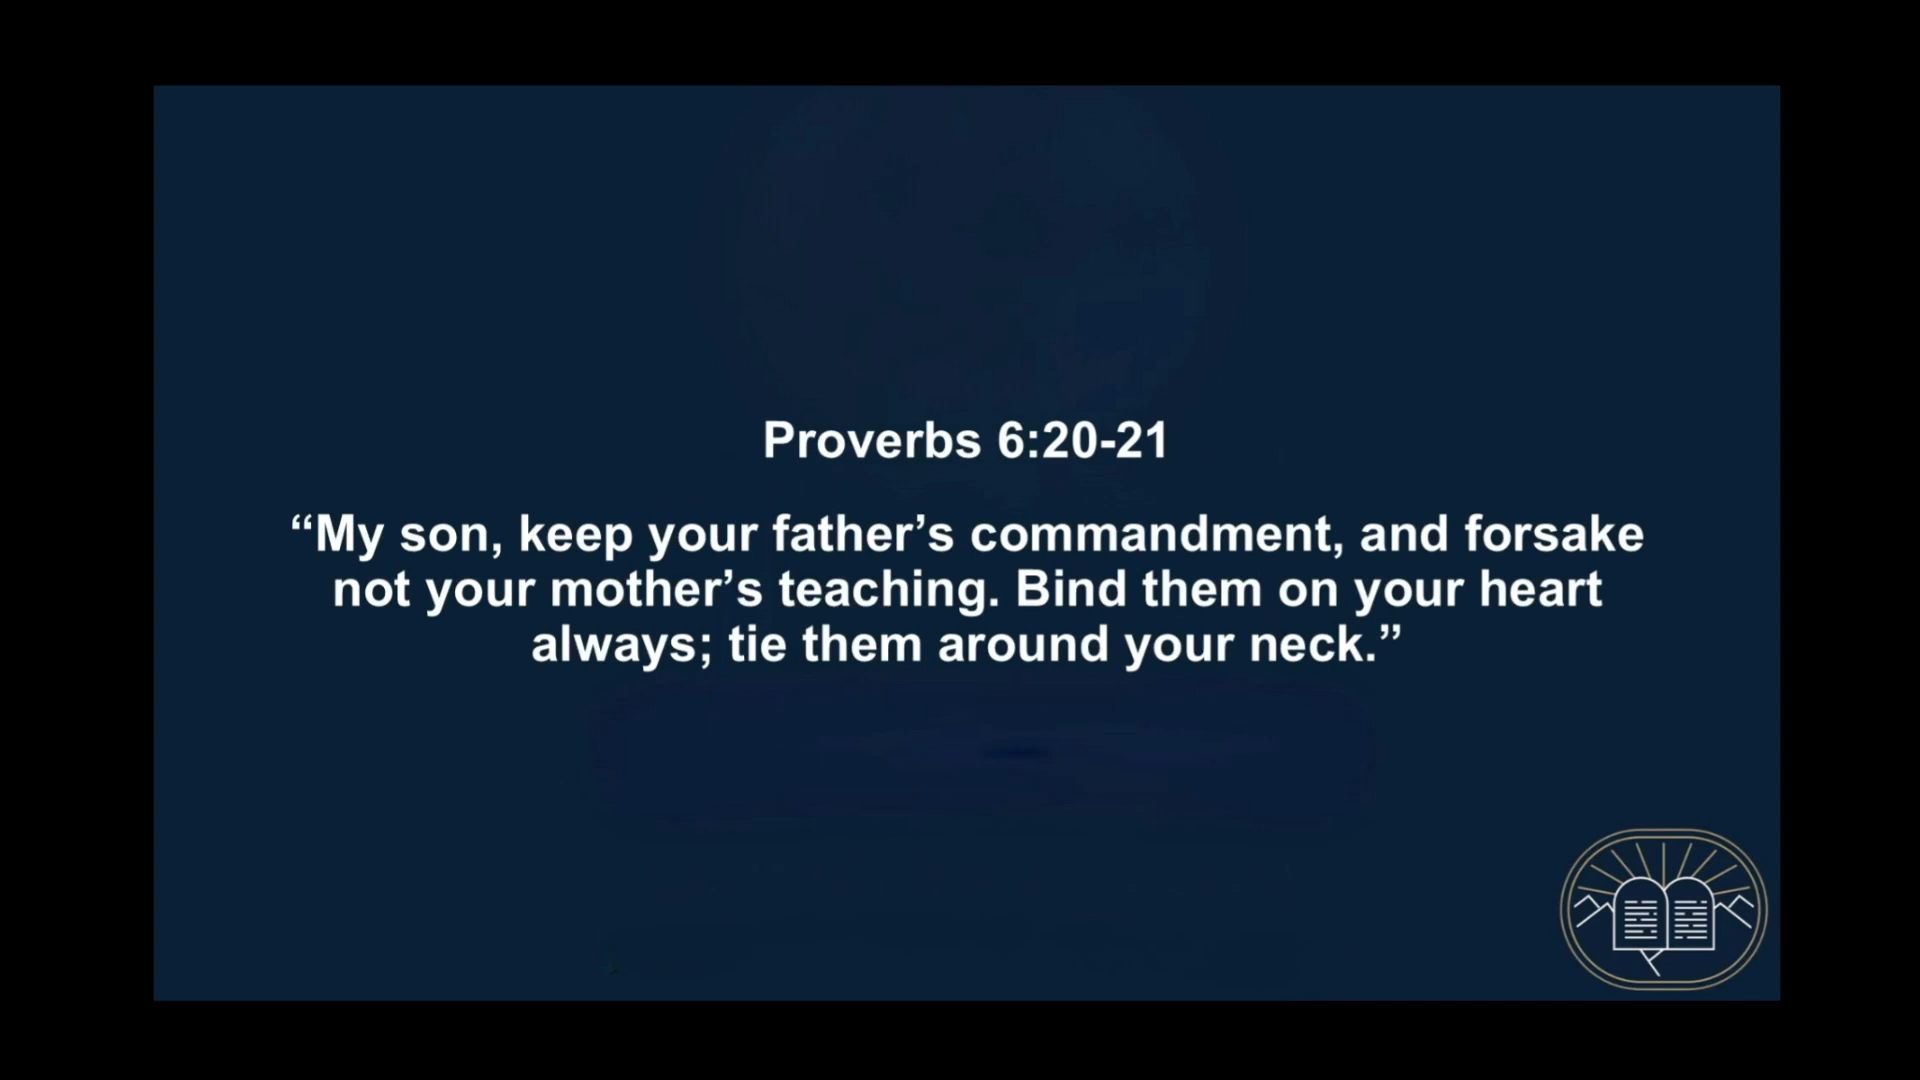 Proverbs 6:20-21
“My son, keep your father’s commandment, and forsake
not your mother’s teaching. Bind them on your heart
always; tie them around your neck.”